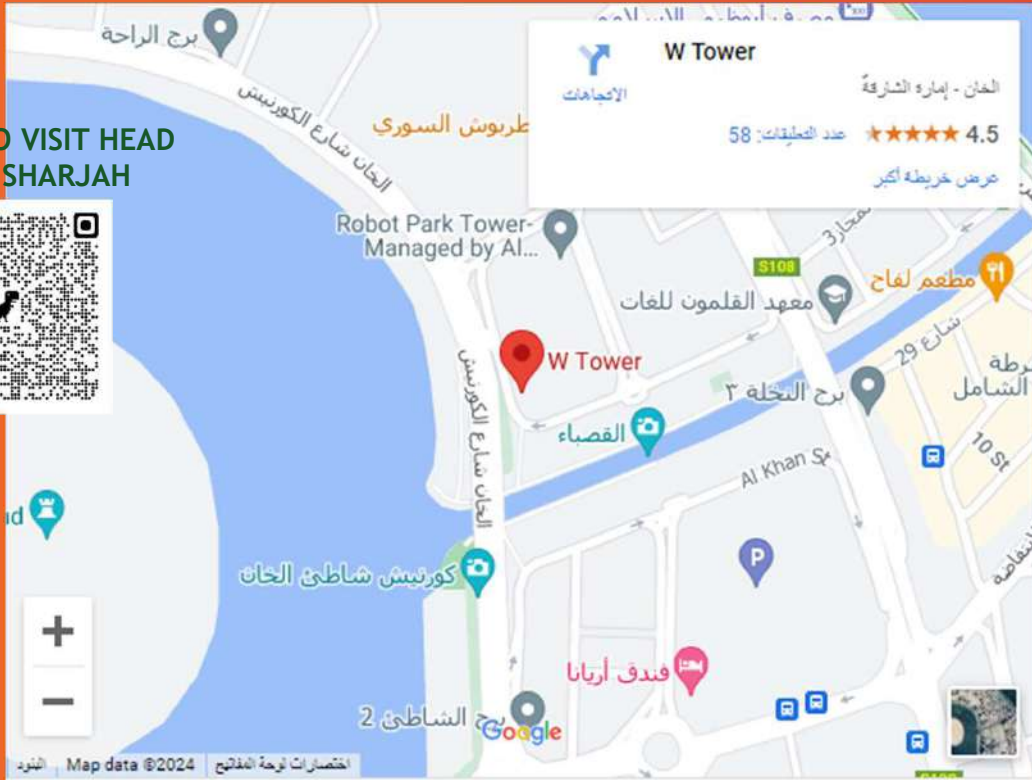 برج الراحة
W Tower
الاتجاهات
الخان - إمارة الشارقةّ
4.5
عدد التعليقات: 58
عرض خريطة أكبر
الخان شارع الكورنيش
طربوش السوري
VISIT HEAD
SHARJAH
Robot Park Tower-
Managed by Al...
S108
معهد القلمون للغات
مطعم لفاح
شارع 29
W Tower
برج النخلة ٣
الشامل
القصباء
10 St
Al Khan St
الخان شارع الكورنيش
كورنيش شاطئ الخان
P
+
−
فندق أريانا
برج الشاطئ 2
Google
اختصارات لوحة المفاتيح
Map data ©2024
البنود